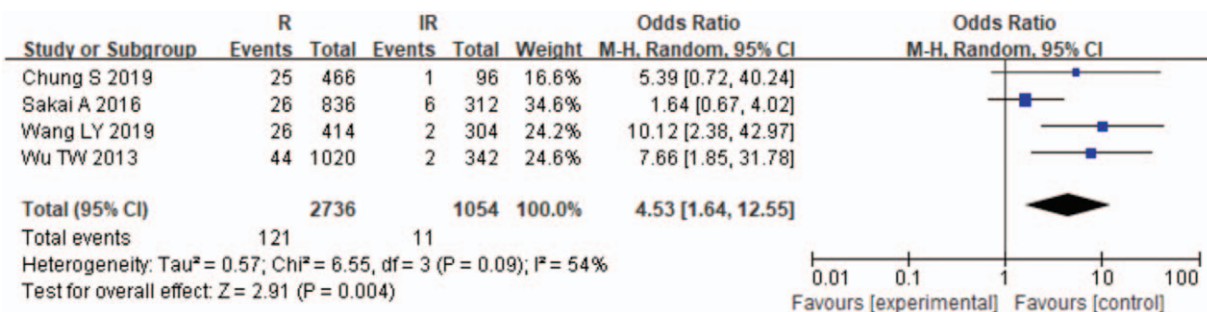 R IR Odds Ratio Odds Ratio
Study or Subgroup Events Total Events Total Weight M-H, Random, 95% CI M-H, Random, 95% CI
Chung S 2019 25 466 1 96 16.6% 5.39 [0.72, 40.24]
Sakai A 2016 26 836 6 312 34.6% 1.64 [0.67, 4.02]
Wang LY 2019 26 414 2 304 24.2% 10.12 [2.38, 42.97]
Wu TW 2013 44 1020 2 342 24.6% 7.66 [1.85, 31.78]
Total (95% CI) 2736 1054 100.0% 4.53 [1.64, 12.55]
Total events 121 11
Heterogeneity: Tau² = 0.57; Chi² = 6.55, df = 3 (P = 0.09); I² = 54%
Test for overall effect: Z = 2.91 (P = 0.004)
0.01 0.1 1 10 100
Favours [experimental] Favours [control]